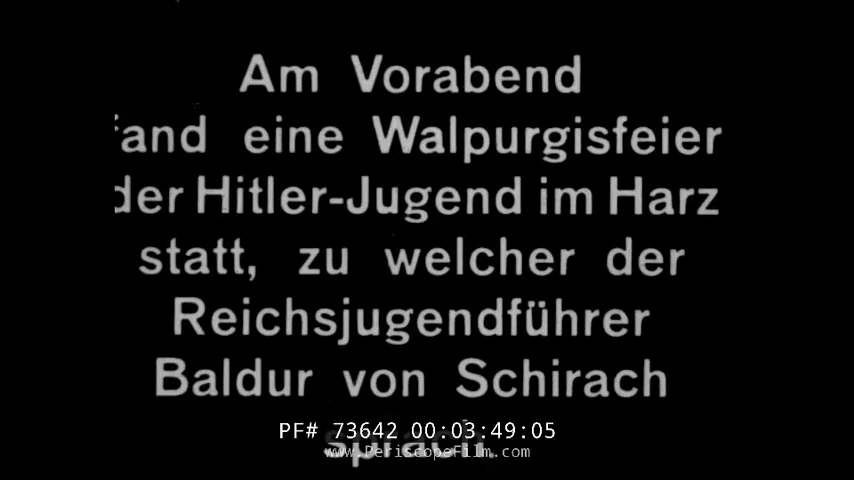 Am Vorabend
fand eine Walpurgisfeier
der Hitler-Jugend im Harz
statt, zu welcher der
Reichsjugendführer
Baldur von Schirach
PF# 73642 00:03:49:05
sprach.
www.PeriscopeFilm.com